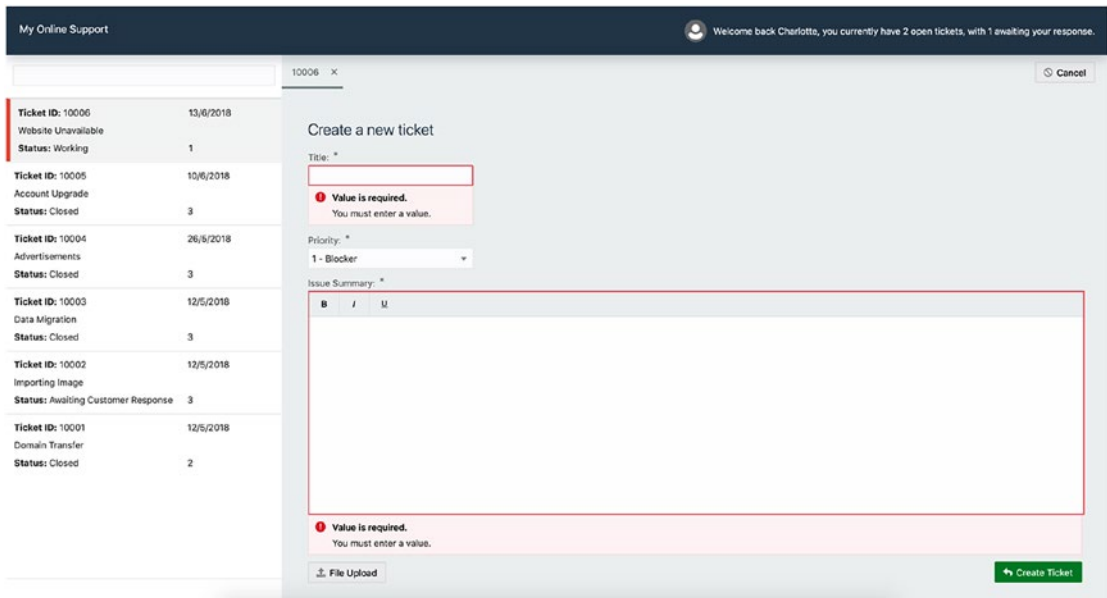 My Online Support
Welcome back Charlotte, you currently have 2 open tickets, with 1 awaiting your response.
10006 ×
Cancel
Ticket ID: 10006 13/6/2018
Website Unavailable
Status: Working 1
Ticket ID: 10005 10/6/2018
Account Upgrade
Status: Closed 3
Ticket ID: 10004 26/5/2018
Advertisements
Status: Closed 3
Ticket ID: 10003 12/5/2018
Data Migration
Status: Closed 3
Ticket ID: 10002 12/5/2018
Importing Image
Status: Awaiting Customer Response 3
Ticket ID: 10001 12/5/2018
Domain Transfer
Status: Closed 2
Create a new ticket
Title: *
Value is required.
You must enter a value.
Priority: *
1 - Blocker
Issue Summary: *
B I U
Value is required.
You must enter a value.
File Upload
Create Ticket